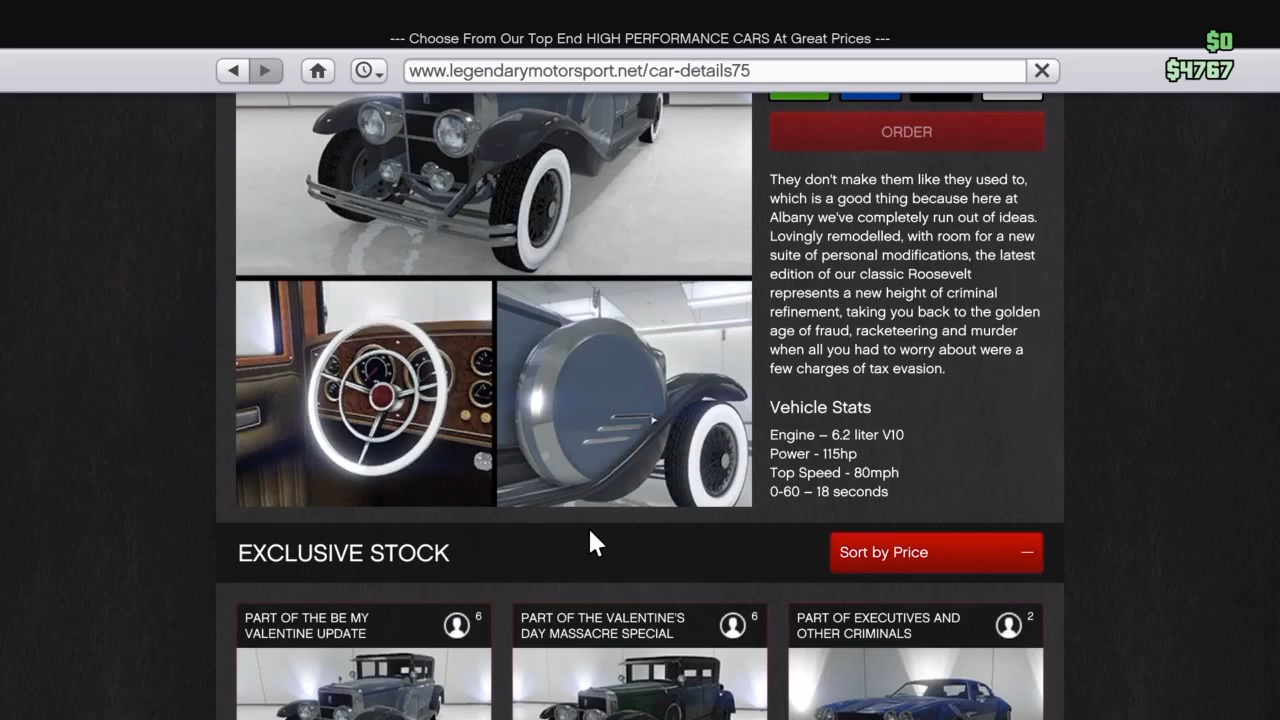 --- Choose From Our Top End HIGH PERFORMANCE CARS At Great Prices ---
$0
$4767
www.legendarymotorsport.net/car-details75
ORDER
They don't make them like they used to,
which is a good thing because here at
Albany we've completely run out of ideas.
Lovingly remodelled, with room for a new
suite of personal modifications, the latest
edition of our classic Roosevelt
represents a new height of criminal
refinement, taking you back to the golden
age of fraud, racketeering and murder
when all you had to worry about were a
few charges of tax evasion.
Vehicle Stats
Engine – 6.2 liter V10
Power - 115hp
Top Speed - 80mph
0-60 – 18 seconds
EXCLUSIVE STOCK
Sort by Price
PART OF THE BE MY
VALENTINE UPDATE
6
PART OF THE VALENTINE'S
DAY MASSACRE SPECIAL
6
PART OF EXECUTIVES AND
OTHER CRIMINALS
2